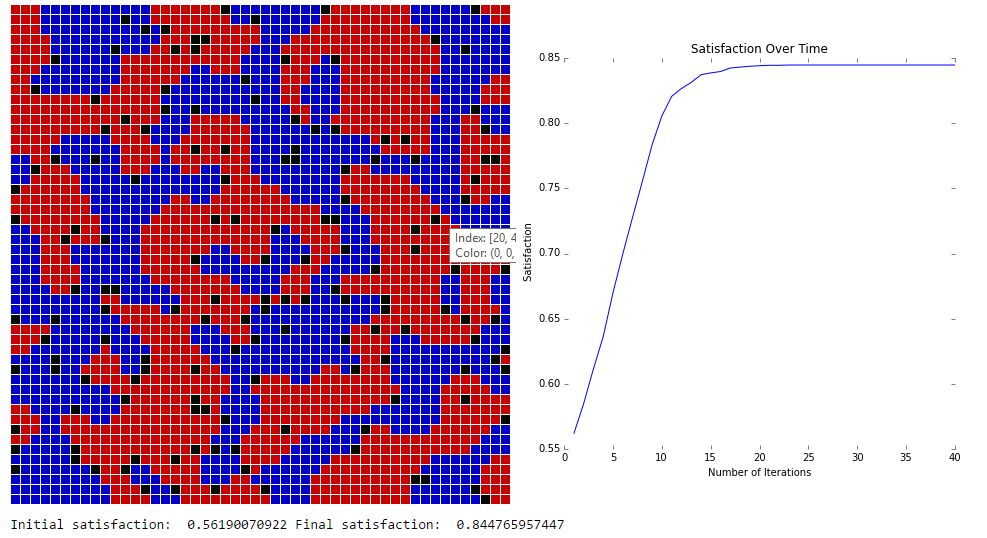 Satisfaction Over Time
0.85
0.80
0.75
0.70
0.65
0.60
0.55
Satisfaction
0 5 10 15 20 25 30 35 40
Number of Iterations
Index: [20, 4
Color: (0, 0,
Initial satisfaction: 0.56190070922 Final satisfaction: 0.844765957447